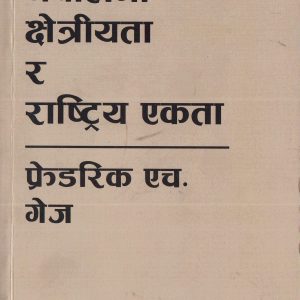 क्षेत्रीयता
र
राष्ट्रिय एकता
फ्रेडरिक एच.
गेज